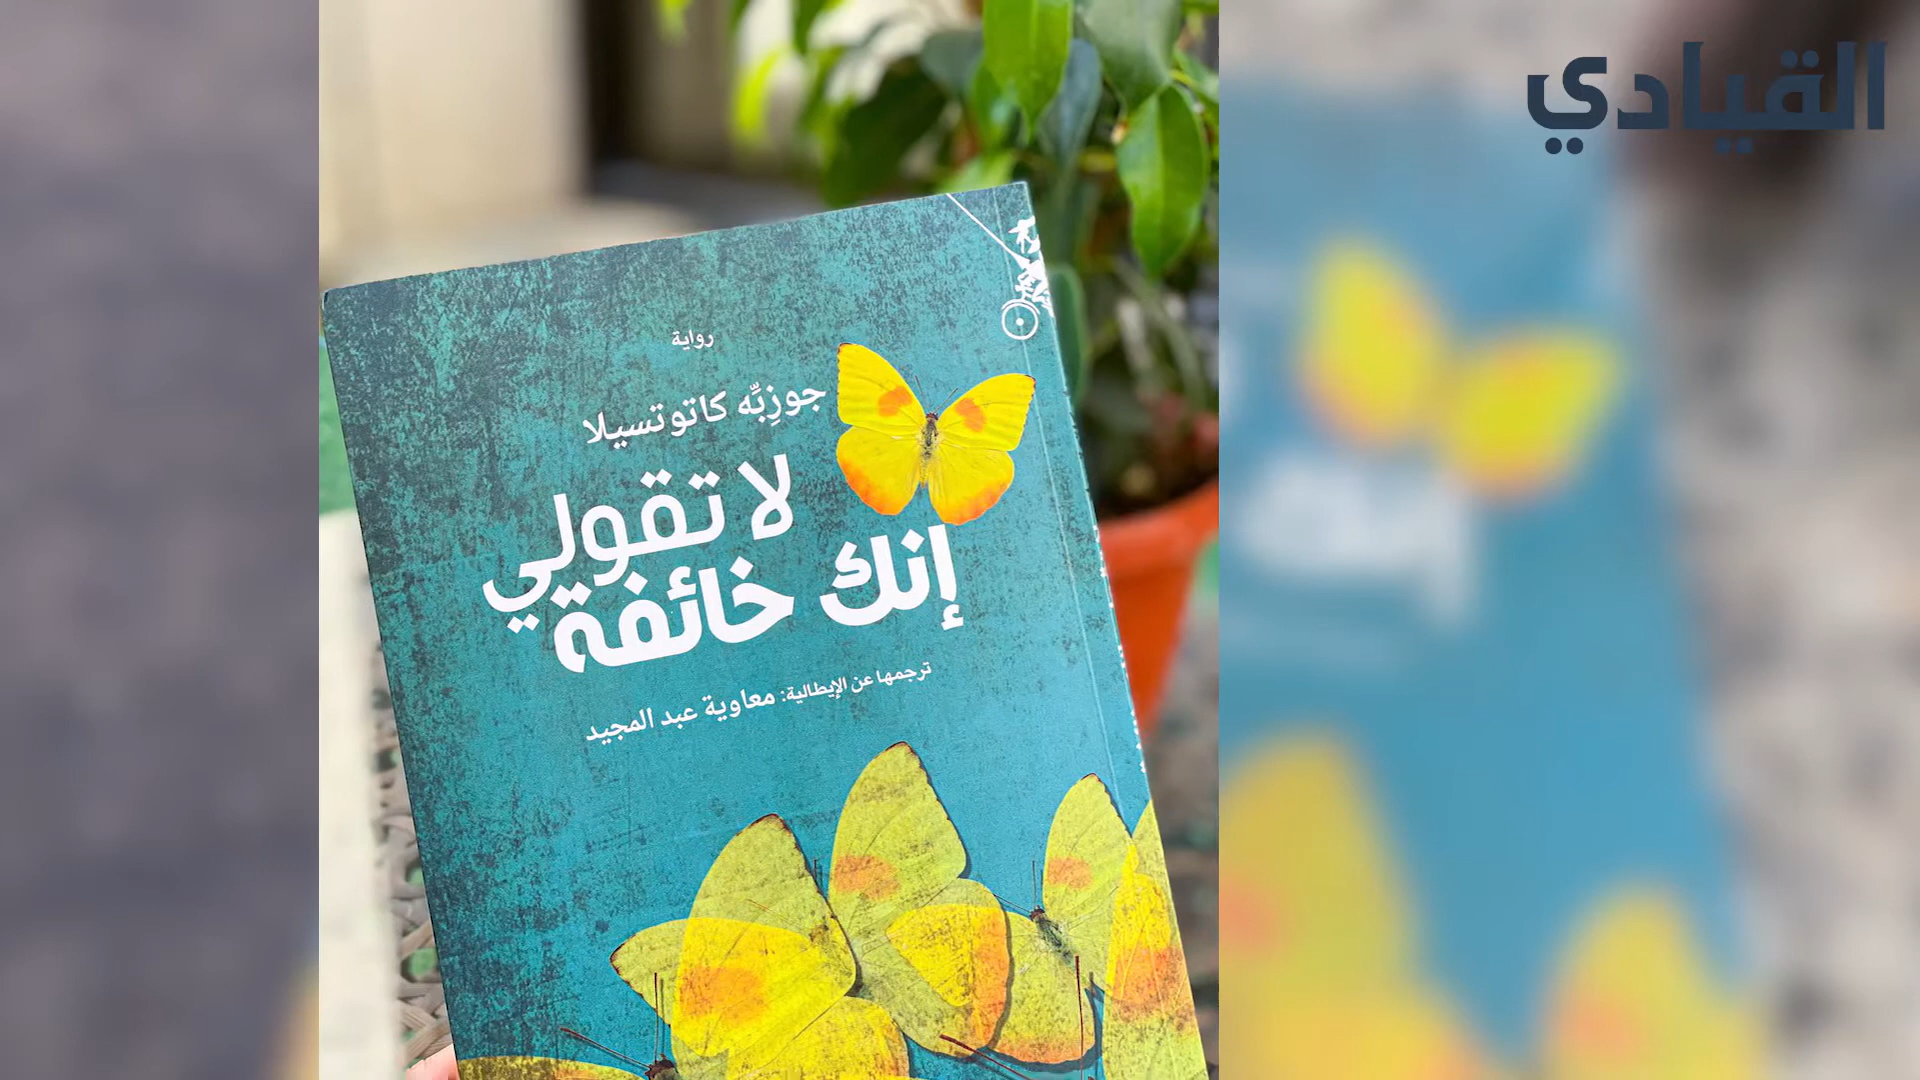 القيادي
رواية
جوزِبِّه كاتوتسيلا
لا تقولي
إنك خائفة
ترجمها عن الإيطالية: معاوية عبد المجيد